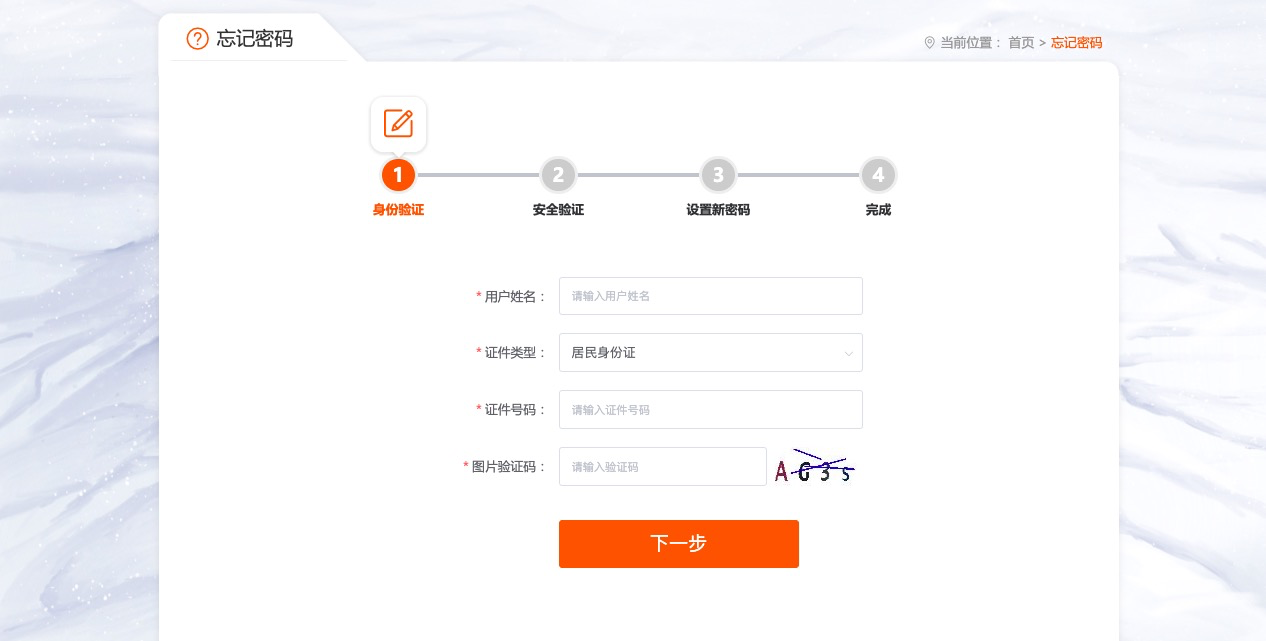 忘记密码
当前位置： 首页 > 忘记密码
1 2 3 4
身份验证 安全验证 设置新密码 完成
* 用户姓名： 请输入用户姓名
* 证件类型： 居民身份证
* 证件号码： 请输入证件号码
* 图片验证码： 请输入验证码
下一步